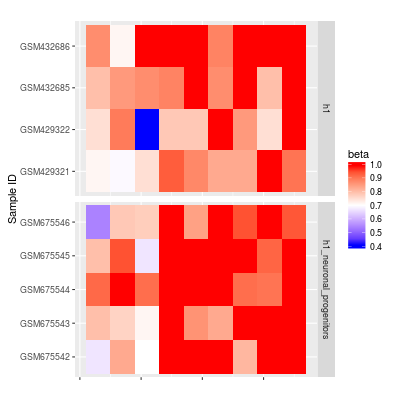 GSM432686
GSM432685
GSM429322
GSM429321
h1
GSM675546
GSM675545
GSM675544
GSM675543
GSM675542
h1_neuronal_progenitors
Sample ID
beta
1.0
0.9
0.8
0.7
0.6
0.5
0.4